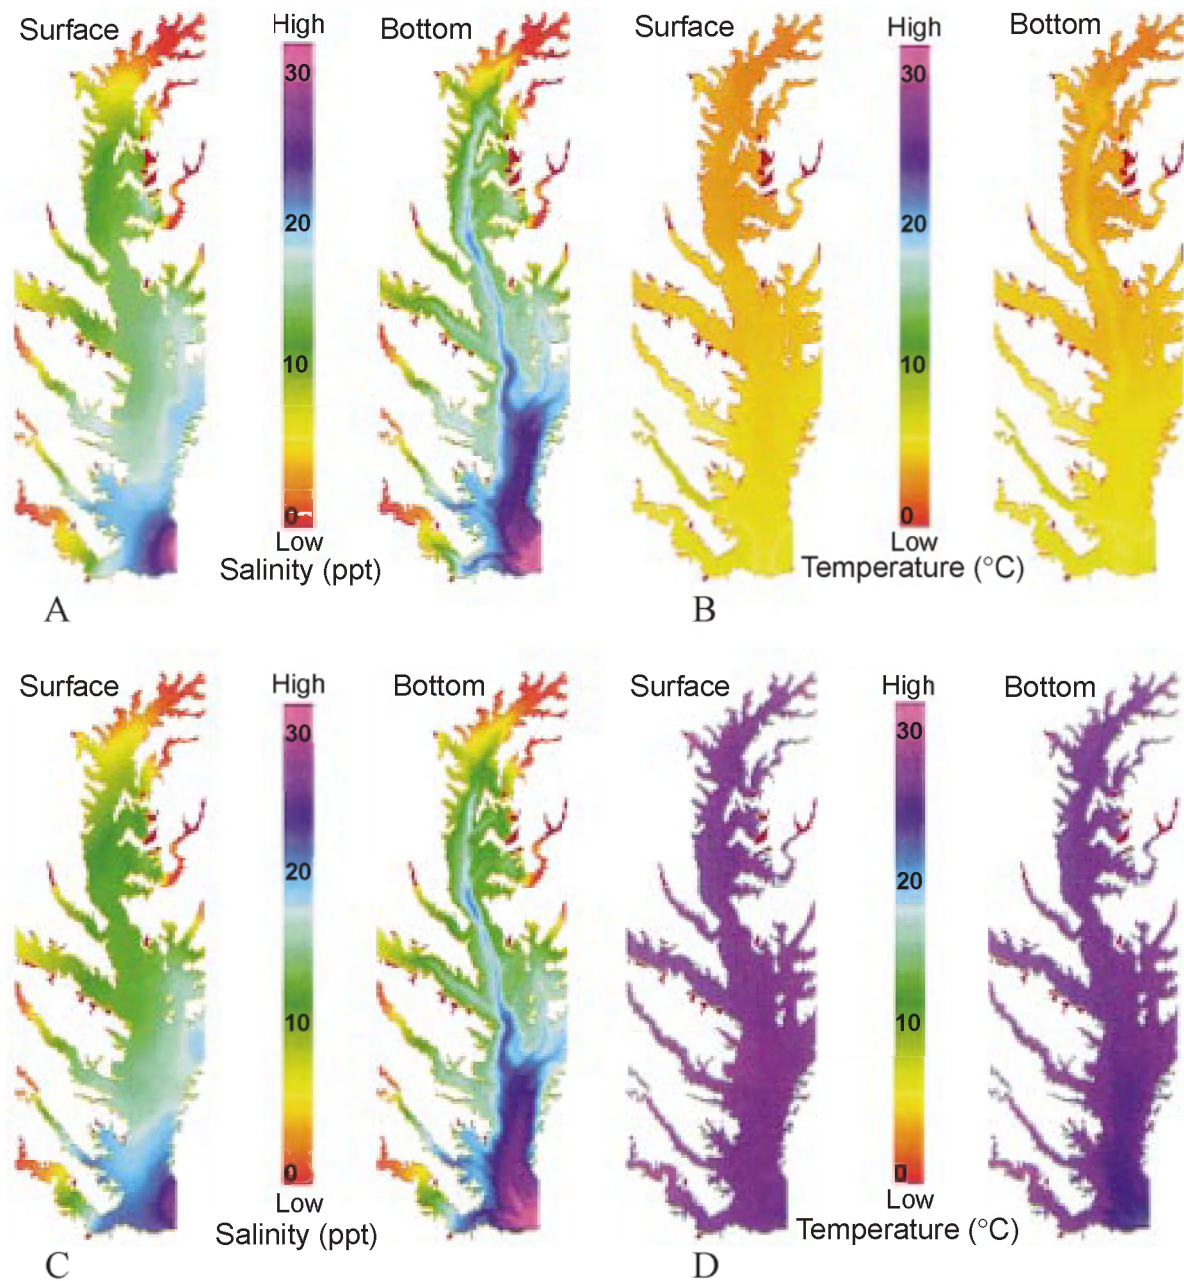 Surface
High
Bottom
30
20
10
0
Low
Salinity (ppt)
A
Surface
High
Bottom
30
20
10
0
Low
Temperature (°C)
B
Surface
High
Bottom
30
20
10
0
Low
Salinity (ppt)
C
Surface
High
Bottom
30
20
10
0
Low
Temperature (°C)
D